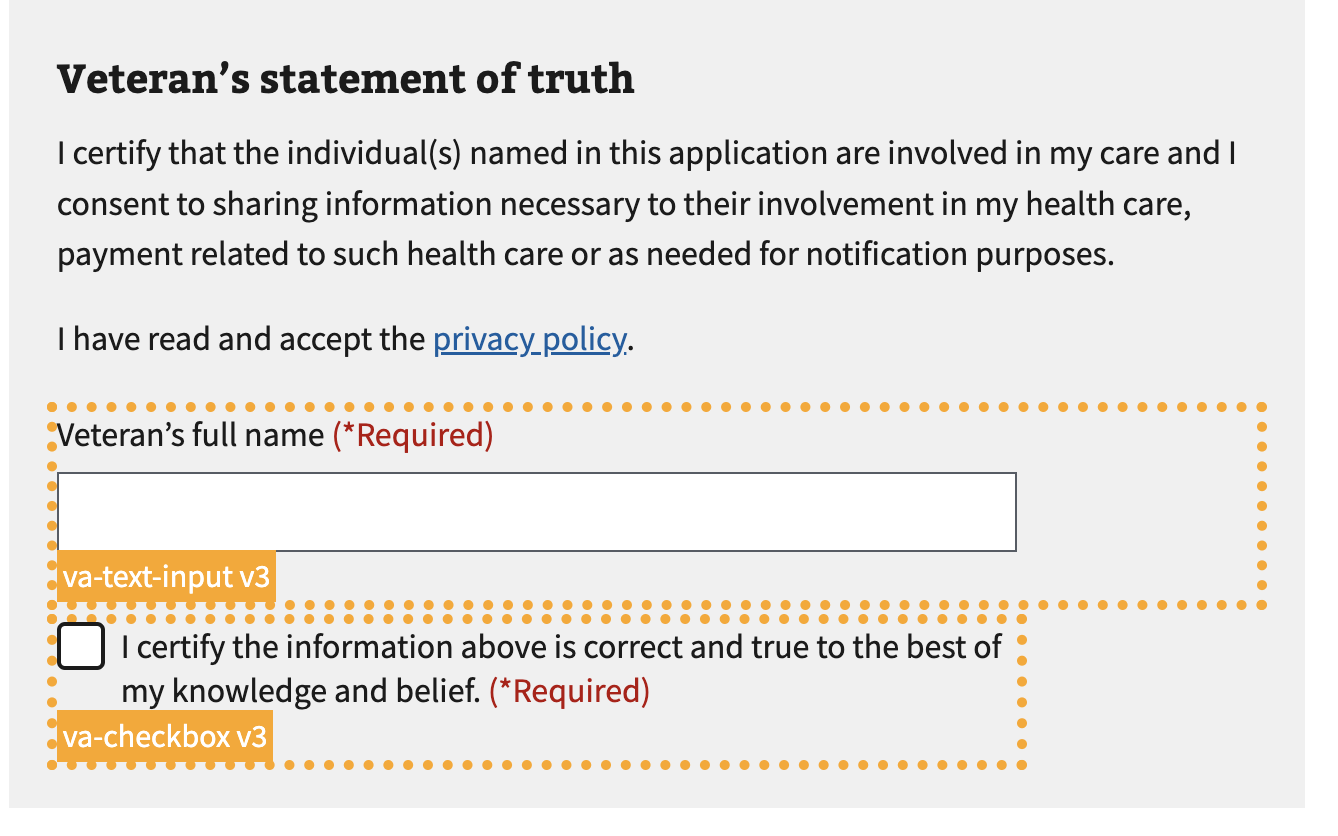 Veteran’s statement of truth
I certify that the individual(s) named in this application are involved in my care and I
consent to sharing information necessary to their involvement in my health care,
payment related to such health care or as needed for notification purposes.
I have read and accept the privacy policy.
Veteran’s full name (*Required)
va-text-input v3
I certify the information above is correct and true to the best of
my knowledge and belief. (*Required)
va-checkbox v3